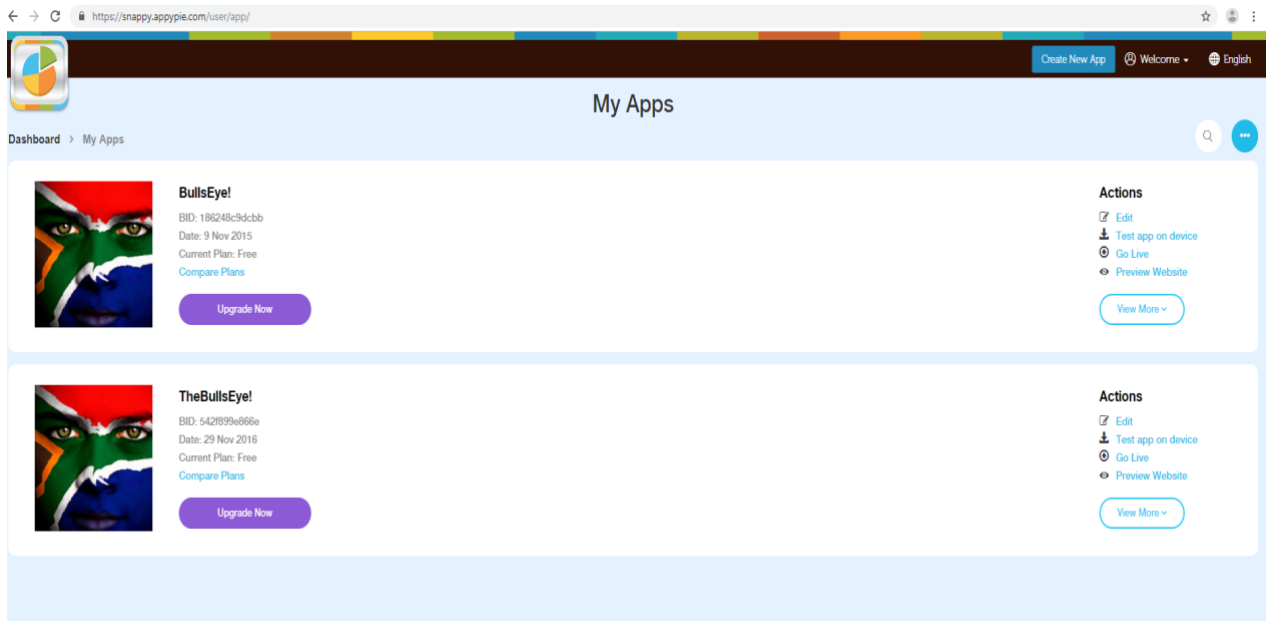 https://snappy.appypie.com/user/app/
Create New App Welcome English
My Apps
Dashboard > My Apps
BullsEye!
BID: 186248c9dcbb
Date: 9 Nov 2015
Current Plan: Free
Compare Plans
Upgrade Now
Actions
Edit
Test app on device
Go Live
Preview Website
View More
TheBullsEye!
BID: 542f899e866e
Date: 29 Nov 2016
Current Plan: Free
Compare Plans
Upgrade Now
Actions
Edit
Test app on device
Go Live
Preview Website
View More